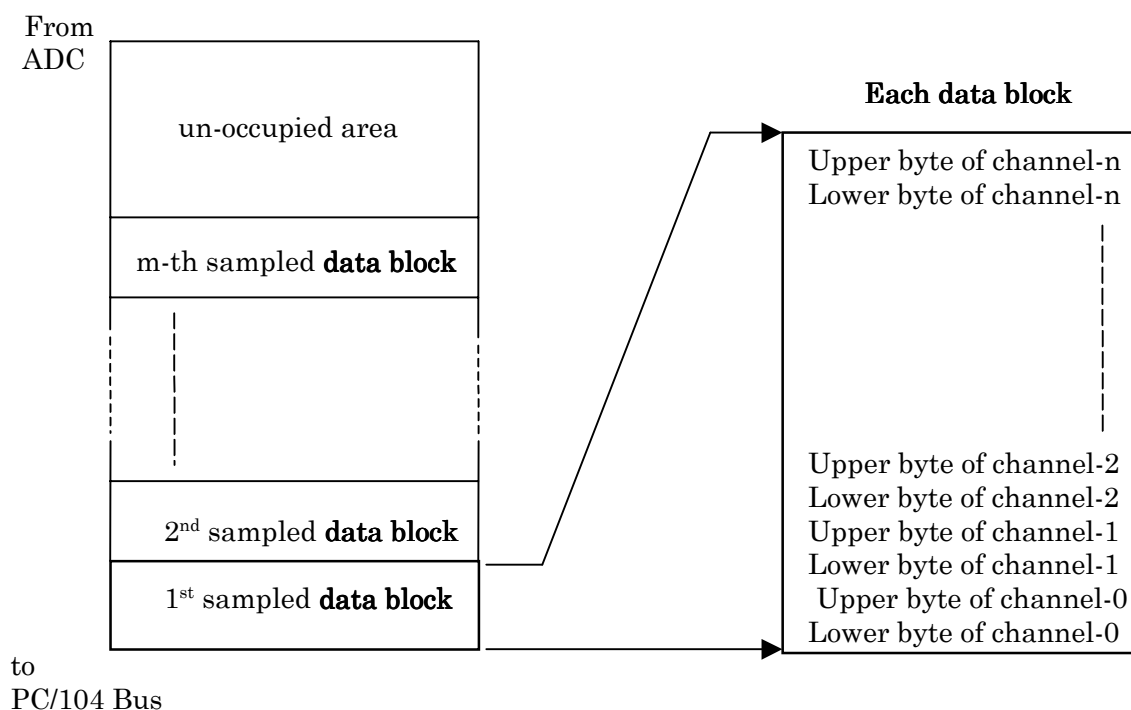 From
ADC
un-occupied area
m-th sampled data block
2nd sampled data block
1st sampled data block
to
PC/104 Bus
Each data block
Upper byte of channel-n
Lower byte of channel-n
Upper byte of channel-2
Lower byte of channel-2
Upper byte of channel-1
Lower byte of channel-1
Upper byte of channel-0
Lower byte of channel-0